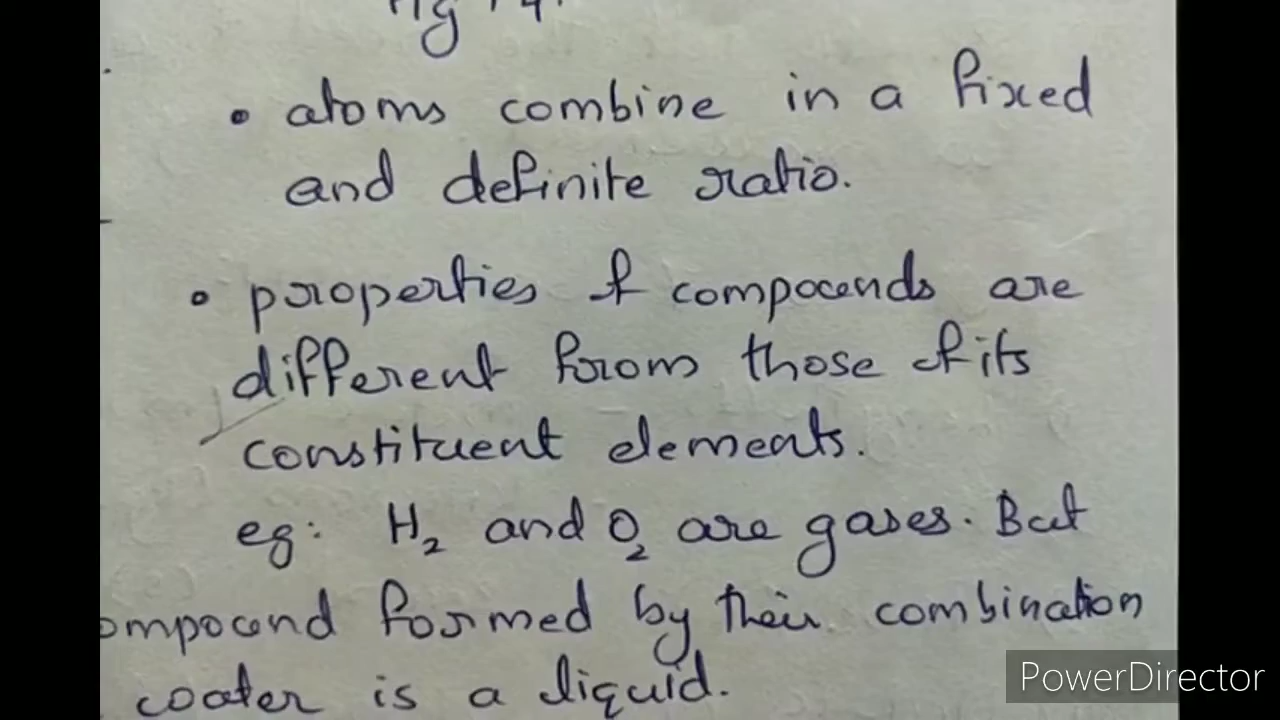 • atoms combine in a fixed
and definite ratio.
• properties of compounds are
different from those of its
constituent elements.
eg: H₂ and O₂ are gases. But
ompound formed by their combination
water is a liquid.
PowerDirector